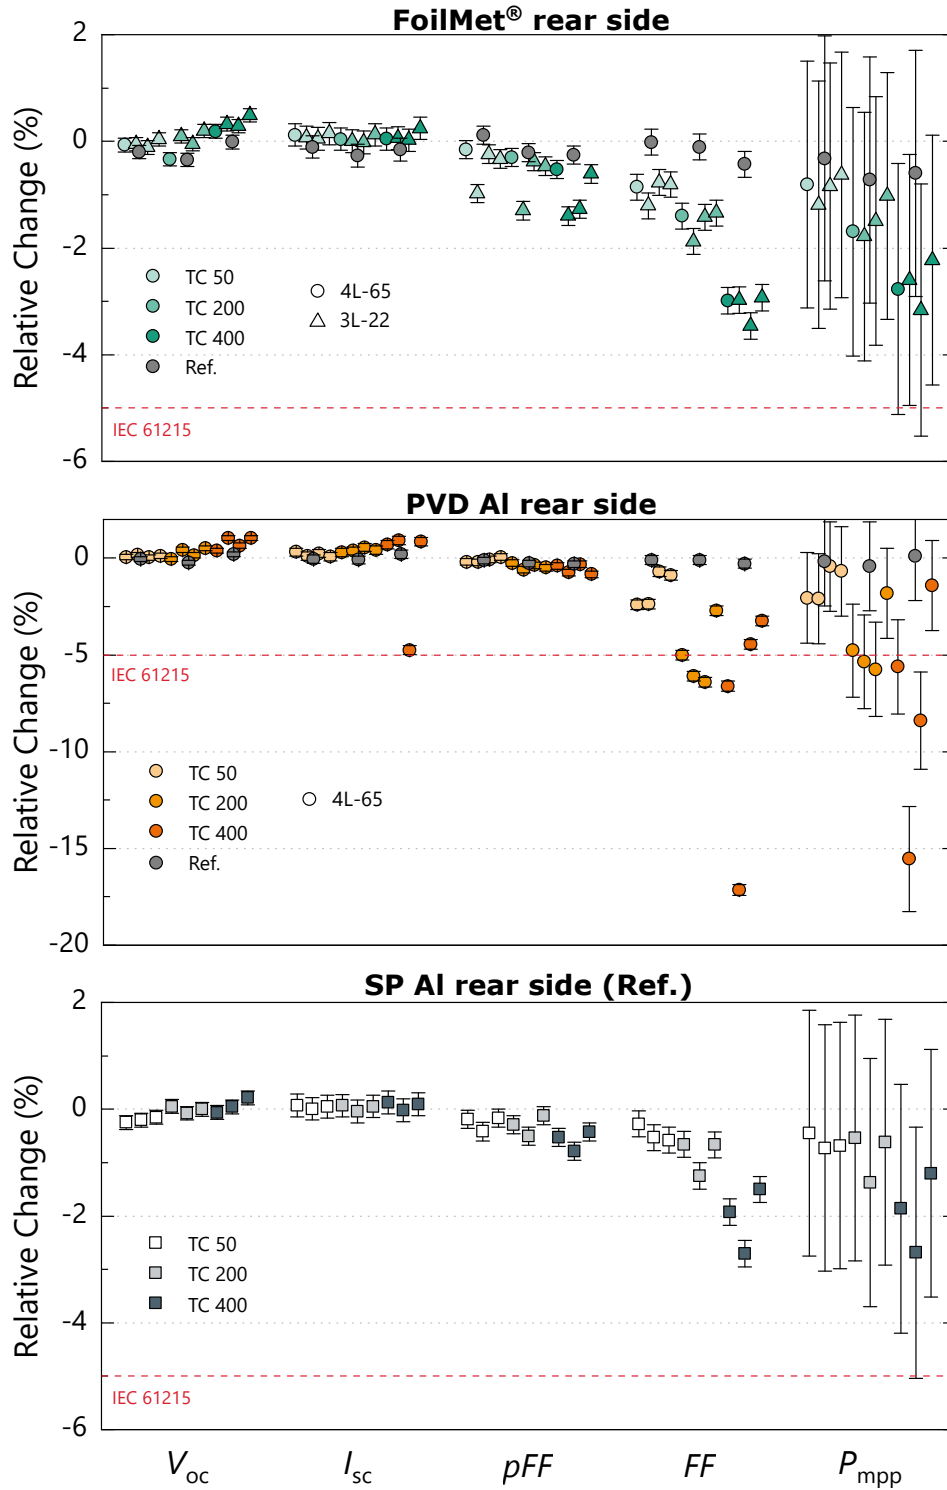 FoilMet® rear side
Relative Change (%)
2
0
-2
-4
-6
TC 50
TC 200
TC 400
Ref.
4L-65
3L-22
IEC 61215
PVD Al rear side
Relative Change (%)
0
-5
-10
-15
-20
IEC 61215
TC 50
TC 200
TC 400
Ref.
4L-65
SP Al rear side (Ref.)
Relative Change (%)
2
0
-2
-4
-6
TC 50
TC 200
TC 400
IEC 61215
Voc Isc pFF FF Pmpp